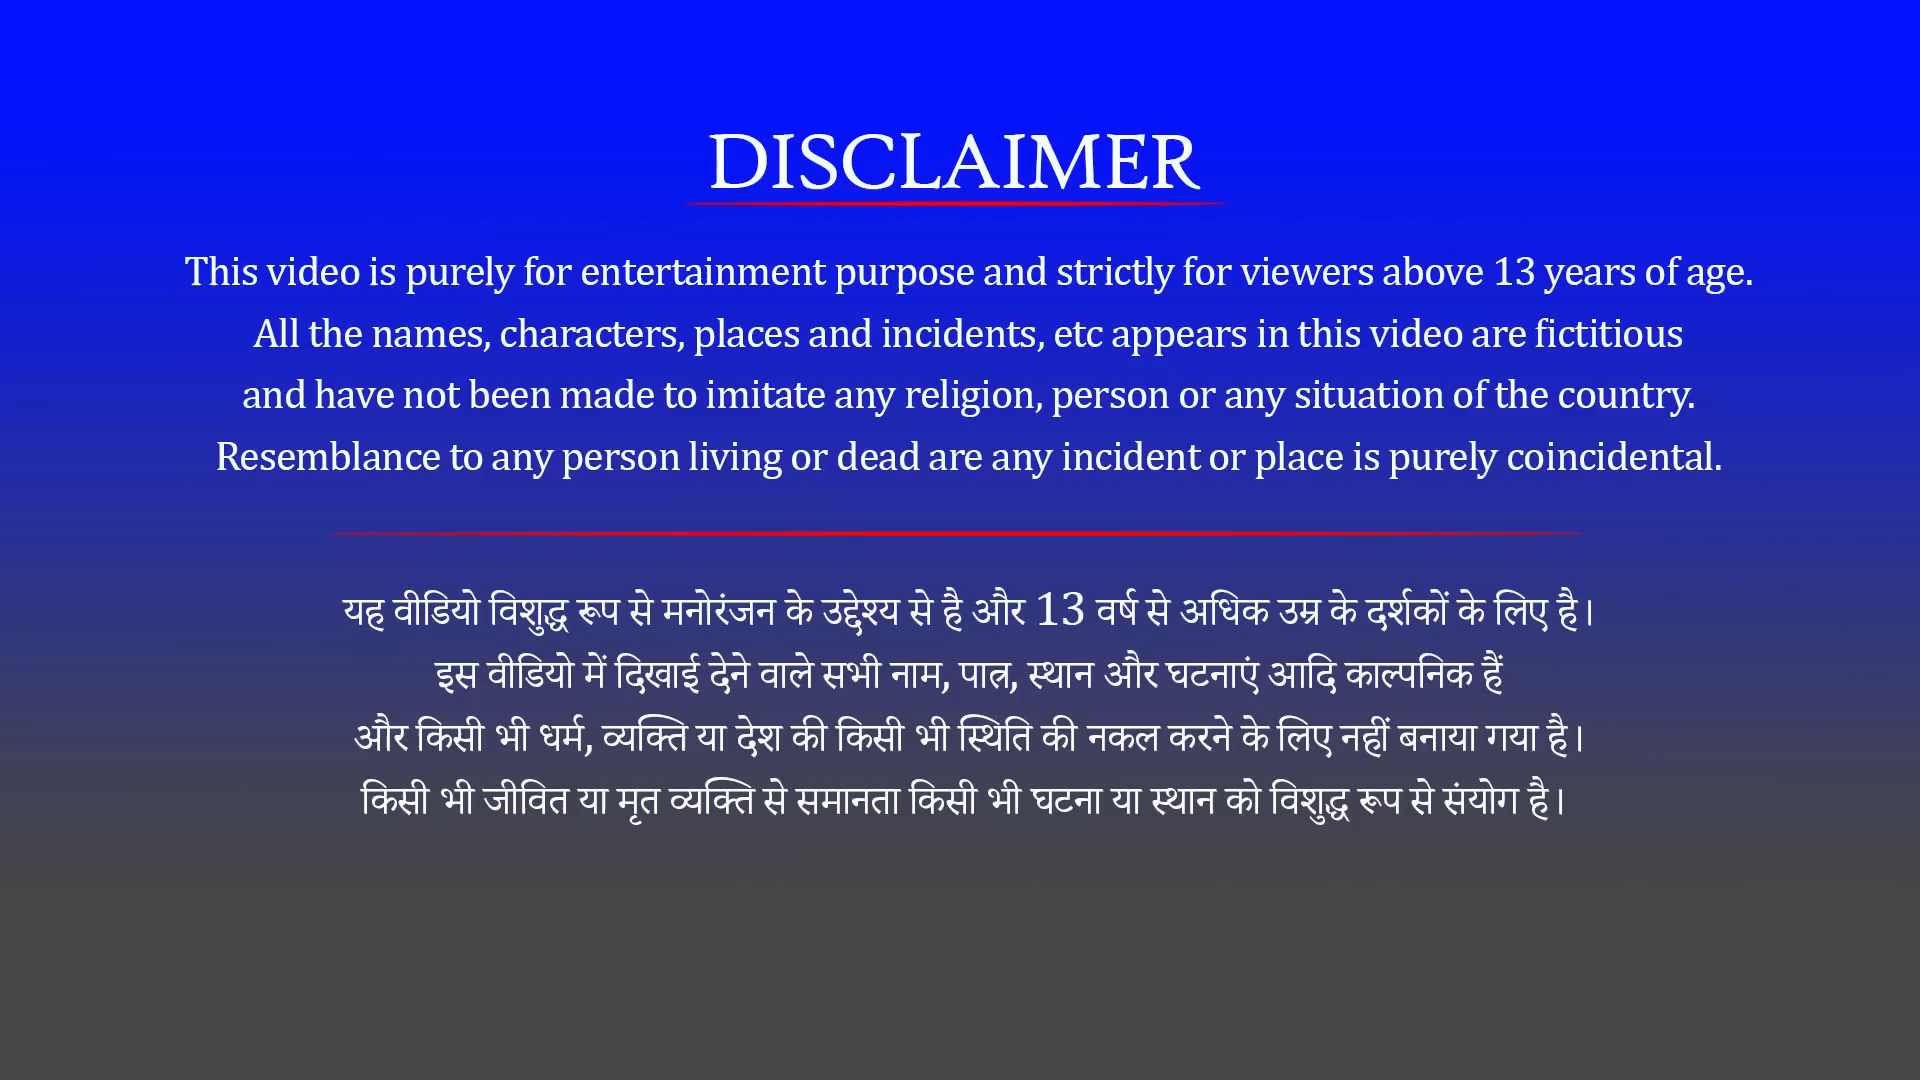 DISCLAIMER
This video is purely for entertainment purpose and strictly for viewers above 13 years of age.
All the names, characters, places and incidents, etc appears in this video are fictitious
and have not been made to imitate any religion, person or any situation of the country.
Resemblance to any person living or dead are any incident or place is purely coincidental.
यह वीडियो विशुद्ध रूप से मनोरंजन के उद्देश्य से है और 13 वर्ष से अधिक उम्र के दर्शकों के लिए है।
इस वीडियो में दिखाई देने वाले सभी नाम, पात्र, स्थान और घटनाएं आदि काल्पनिक हैं
और किसी भी धर्म, व्यक्ति या देश की किसी भी स्थिति की नकल करने के लिए नहीं बनाया गया है।
किसी भी जीवित या मृत व्यक्ति से समानता किसी भी घटना या स्थान को विशुद्ध रूप से संयोग है।